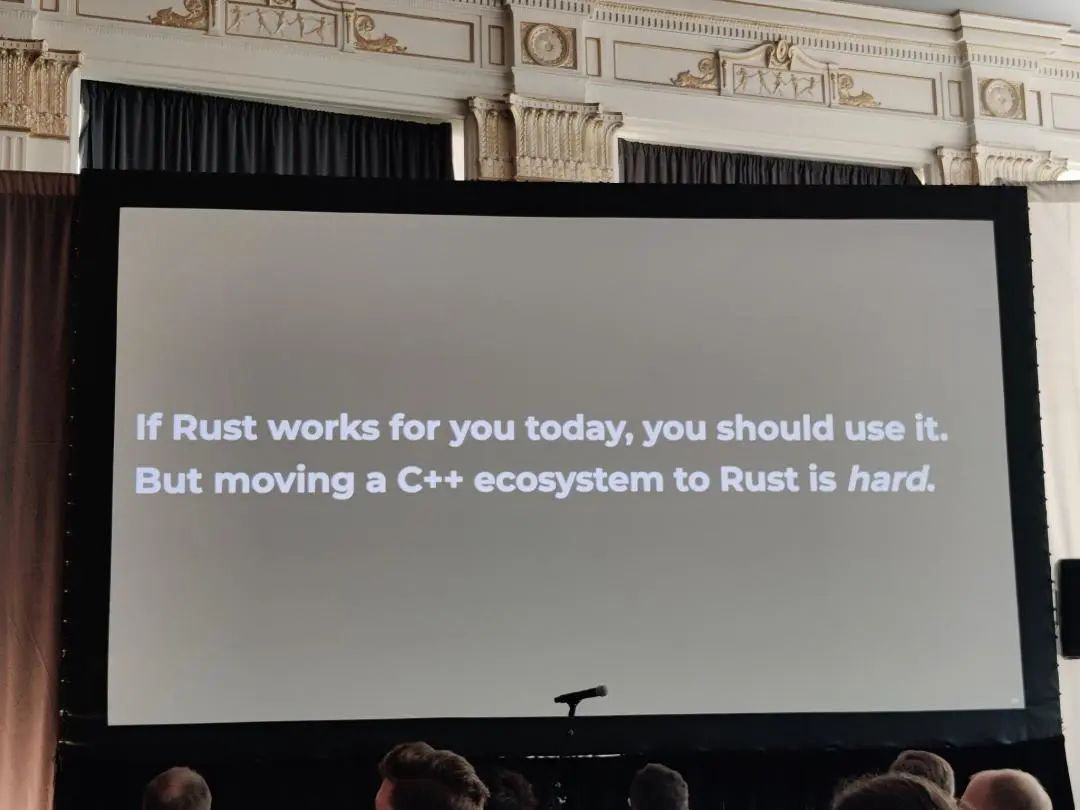 If Rust works for you today, you should use it.
But moving a C++ ecosystem to Rust is hard.